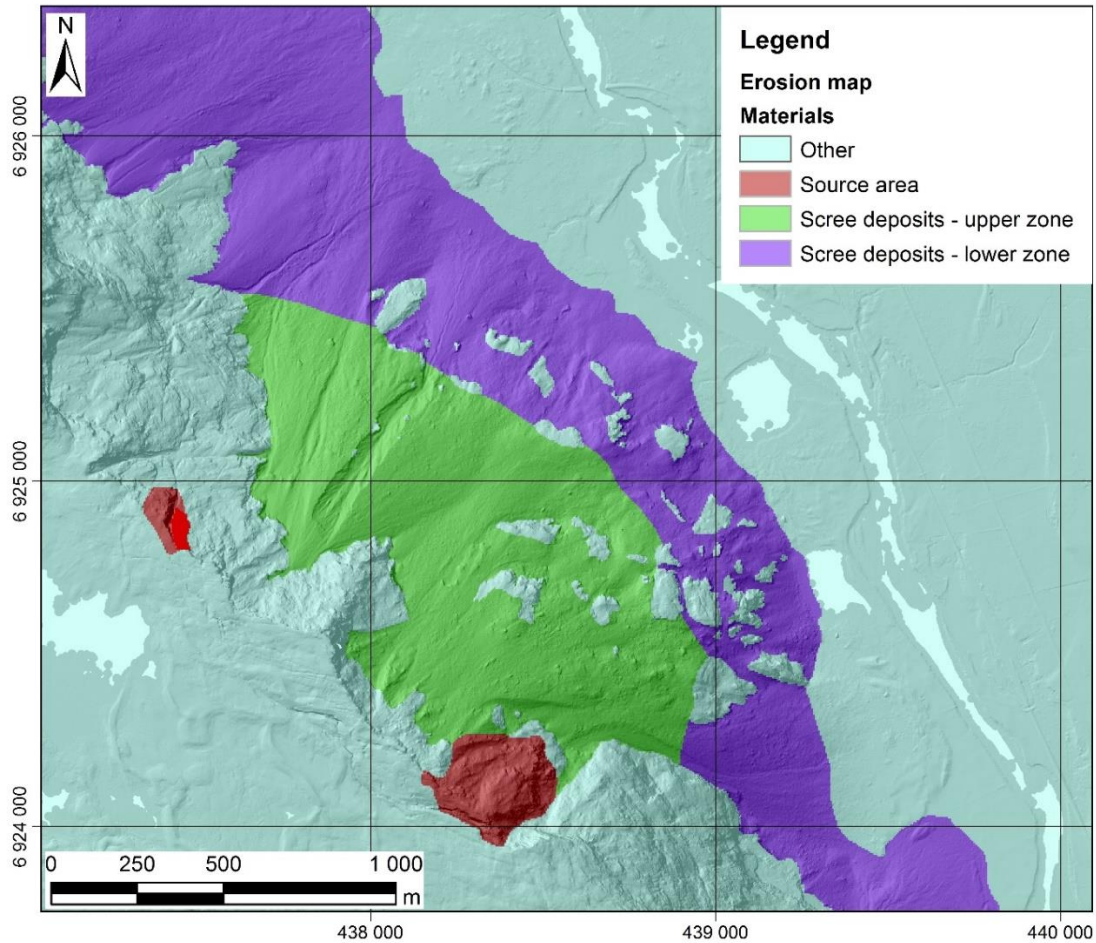 N
Legend
Erosion map
Materials
Other
Source area
Scree deposits - upper zone
Scree deposits - lower zone
6 926 000
6 925 000
6 924 000
0 250 500 1 000
m
438 000 439 000 440 000